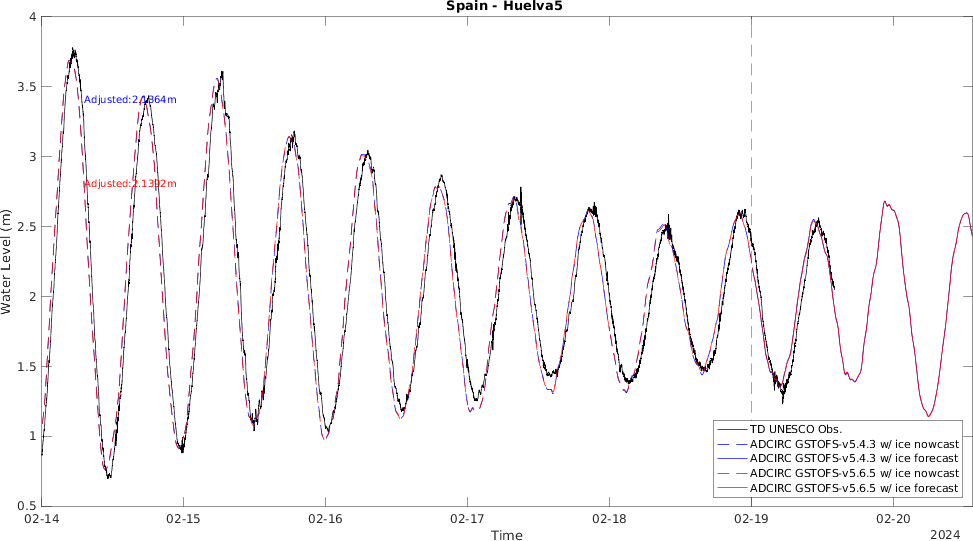 Spain - Huelva5
4
3.5
3
2.5
2
1.5
1
0.5
Water Level (m)
Adjusted:2.1364m
Adjusted:2.1392m
TD UNESCO Obs.
ADCIRC GSTOFS-v5.4.3 w/ ice nowcast
ADCIRC GSTOFS-v5.4.3 w/ ice forecast
ADCIRC GSTOFS-v5.6.5 w/ ice nowcast
ADCIRC GSTOFS-v5.6.5 w/ ice forecast
02-14 02-15 02-16 02-17 02-18 02-19 02-20
Time
2024